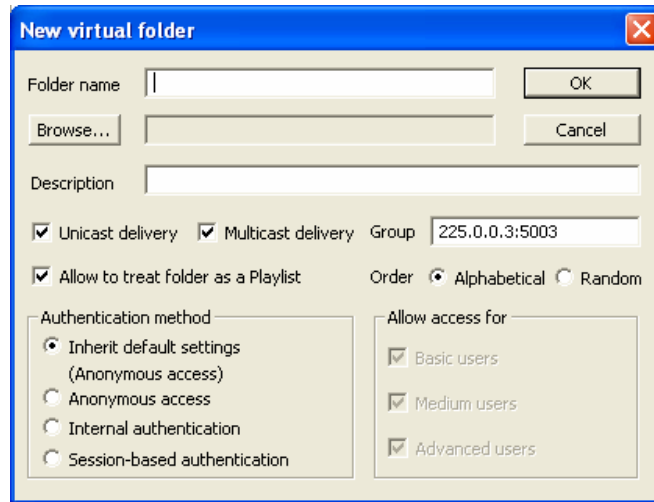 New virtual folder
Folder name
OK
Browse...
Cancel
Description
Unicast delivery Multicast delivery Group 225.0.0.3:5003
Allow to treat folder as a Playlist Order Alphabetical Random
Authentication method
Inherit default settings
(Anonymous access)
Anonymous access
Internal authentication
Session-based authentication
Allow access for
Basic users
Medium users
Advanced users